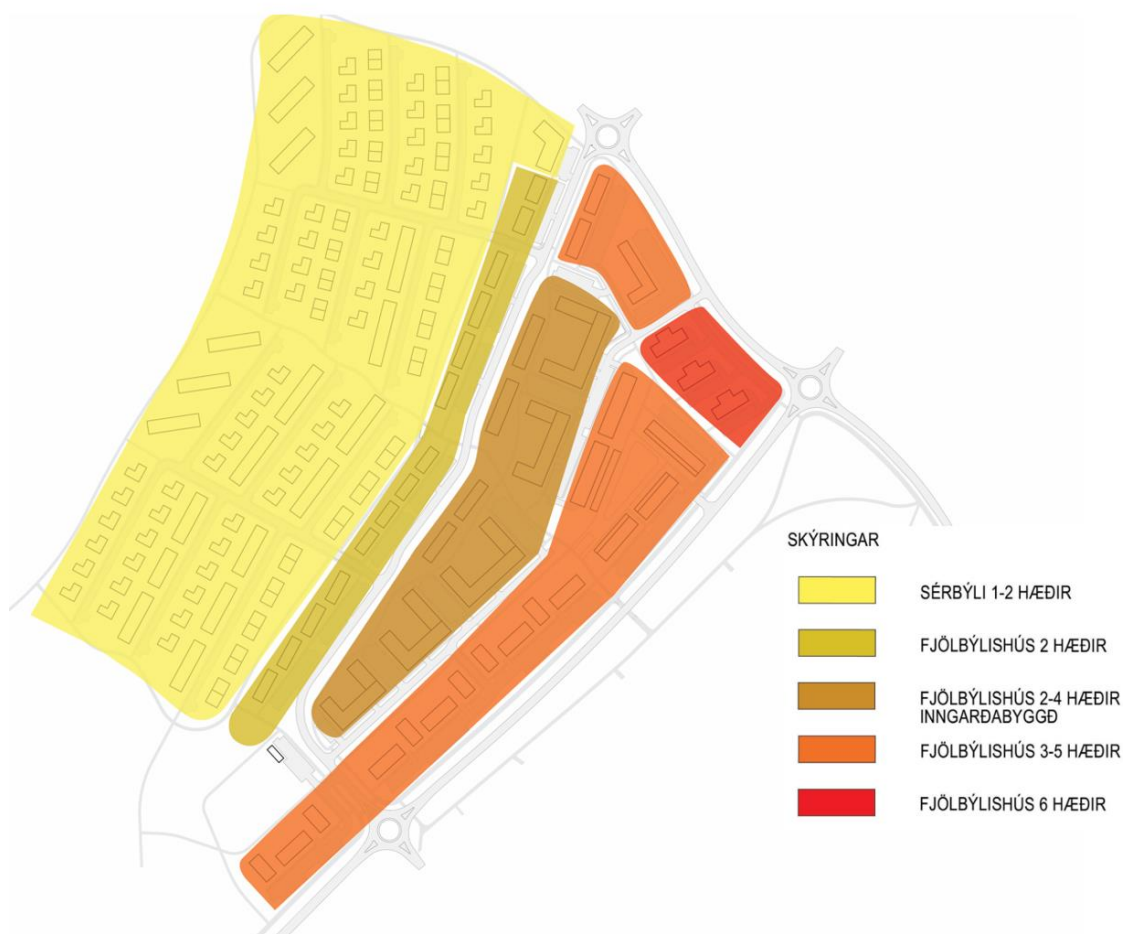 SKÝRINGAR
SÉRBÝLI 1-2 HÆÐIR
FJÖLBÝLISHÚS 2 HÆÐIR
FJÖLBÝLISHÚS 2-4 HÆÐIR
INNGARÐABYGGÐ
FJÖLBÝLISHÚS 3-5 HÆÐIR
FJÖLBÝLISHÚS 6 HÆÐIR